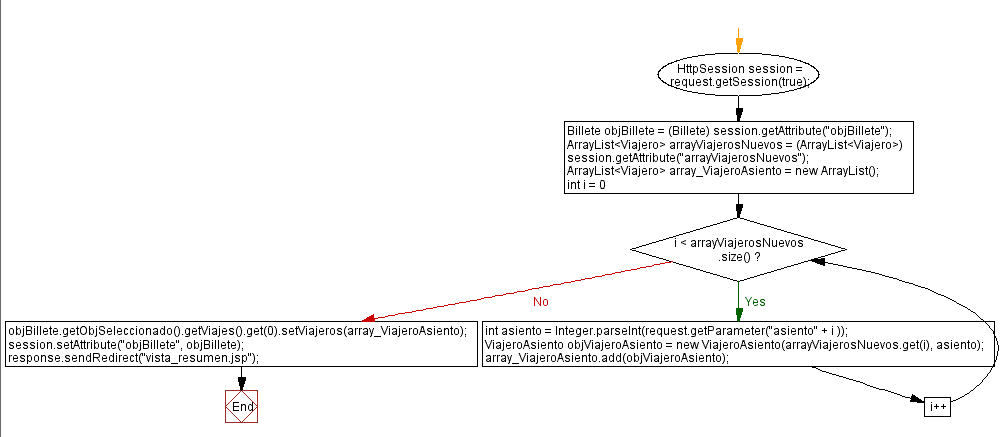 HttpSession session =
request.getSession(true);
Billete objBillete = (Billete) session.getAttribute("objBillete");
ArrayList<Viajero> arrayViajerosNuevos = (ArrayList<Viajero>)
session.getAttribute("arrayViajerosNuevos");
ArrayList<Viajero> array_ViajeroAsiento = new ArrayList();
int i = 0
i < arrayViajerosNuevos
.size() ?
No
Yes
objBillete.getObjSeleccionado().getViajes().get(0).setViajeros(array_ViajeroAsiento);
session.setAttribute("objBillete", objBillete);
response.sendRedirect("vista_resumen.jsp");
int asiento = Integer.parseInt(request.getParameter("asiento" + i ));
ViajeroAsiento objViajeroAsiento = new ViajeroAsiento(arrayViajerosNuevos.get(i), asiento);
array_ViajeroAsiento.add(objViajeroAsiento);
End
i++